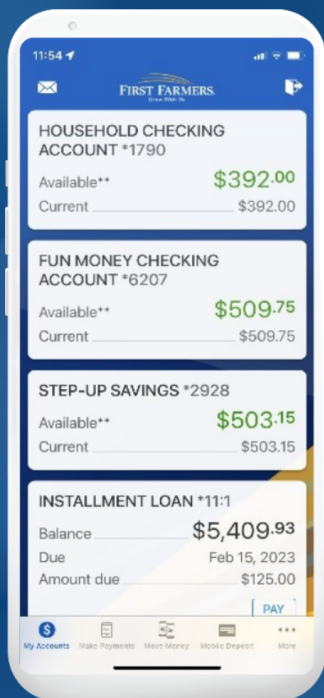 11:54
FIRST FARMERS.
Grow With Us
HOUSEHOLD CHECKING
ACCOUNT *1790
Available** $392.00
Current $392.00
FUN MONEY CHECKING
ACCOUNT *6207
Available** $509.75
Current $509.75
STEP-UP SAVINGS *2928
Available** $503.15
Current $503.15
INSTALLMENT LOAN *11:1
Balance $5,409.93
Due Feb 15, 2023
Amount due $125.00
PAY
My Accounts Make Payments Move Money Mobile Deposit More